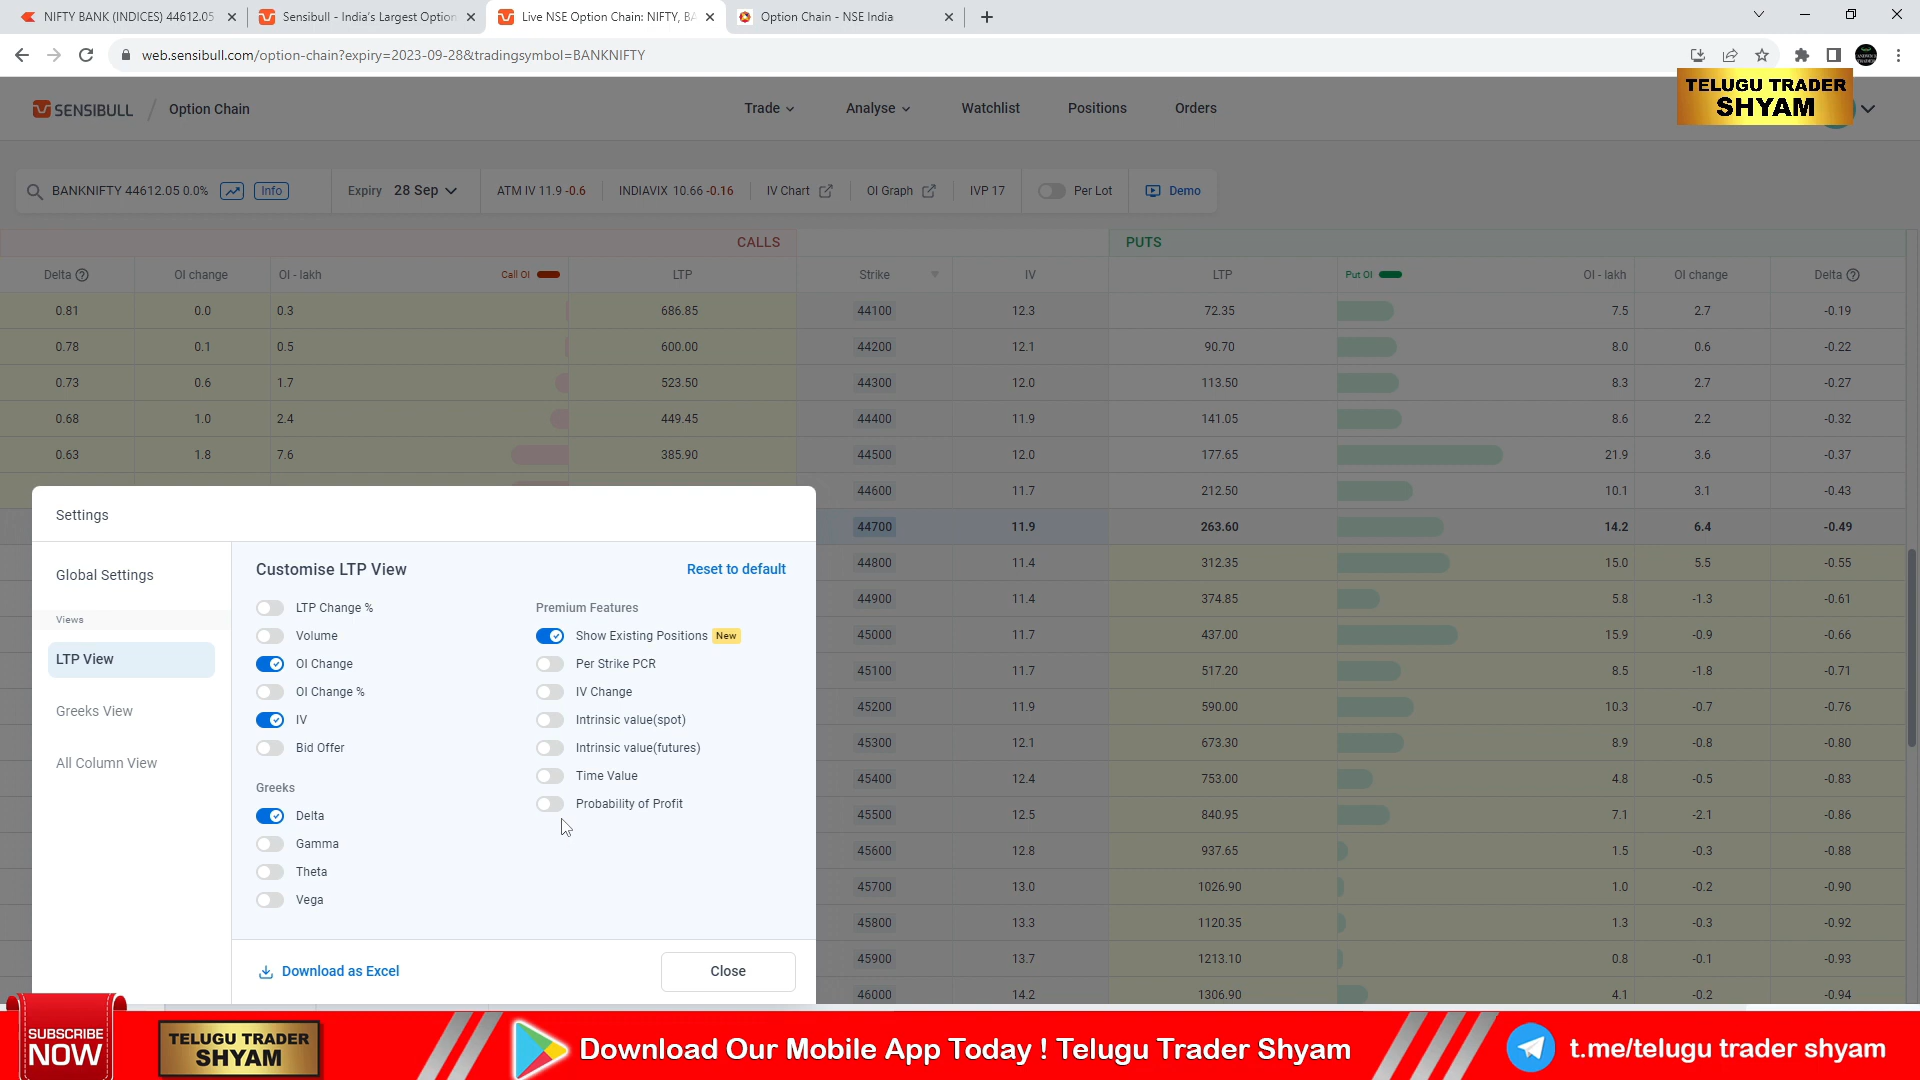 NIFTY BANK (INDICES) 44612.05
Sensibull - India's Largest Option
Live NSE Option Chain: NIFTY, BA
Option Chain - NSE India
web.sensibull.com/option-chain?expiry=2023-09-28&tradingsymbol=BANKNIFTY
TELUGU TRADER
SHYAM
SENSIBULL / Option Chain
Trade
Analyse
Watchlist
Positions
Orders
BANKNIFTY 44612.05 0.0% Info
Expiry 28 Sep
ATM IV 11.9 -0.6
INDIAVIX 10.66 -0.16
IV Chart
OI Graph
IVP 17
Per Lot
Demo
CALLS PUTS
Delta OI change OI - lakh Call OI LTP Strike IV LTP Put OI OI - lakh OI change Delta
0.81 0.0 0.3 686.85 44100 12.3 72.35 7.5 2.7 -0.19
0.78 0.1 0.5 600.00 44200 12.1 90.70 8.0 0.6 -0.22
0.73 0.6 1.7 523.50 44300 12.0 113.50 8.3 2.7 -0.27
0.68 1.0 2.4 449.45 44400 11.9 141.05 8.6 2.2 -0.32
0.63 1.8 7.6 385.90 44500 12.0 177.65 21.9 3.6 -0.37
44600 11.7 212.50 10.1 3.1 -0.43
44700 11.9 263.60 14.2 6.4 -0.49
44800 11.4 312.35 15.0 5.5 -0.55
44900 11.4 374.85 5.8 -1.3 -0.61
45000 11.7 437.00 15.9 -0.9 -0.66
45100 11.7 517.20 8.5 -1.8 -0.71
45200 11.9 590.00 10.3 -0.7 -0.76
45300 12.1 673.30 8.9 -0.8 -0.80
45400 12.4 753.00 4.8 -0.5 -0.83
45500 12.5 840.95 7.1 -2.1 -0.86
45600 12.8 937.65 1.5 -0.3 -0.88
45700 13.0 1026.90 1.0 -0.2 -0.90
45800 13.3 1120.35 1.3 -0.3 -0.92
45900 13.7 1213.10 0.8 -0.1 -0.93
46000 14.2 1306.90 4.1 -0.2 -0.94
Settings
Global Settings
Views
LTP View
Greeks View
All Column View
Customise LTP View
Reset to default
LTP Change %
Volume
OI Change
OI Change %
IV
Bid Offer
Greeks
Delta
Gamma
Theta
Vega
Premium Features
Show Existing Positions New
Per Strike PCR
IV Change
Intrinsic value(spot)
Intrinsic value(futures)
Time Value
Probability of Profit
Download as Excel
Close
SUBSCRIBE
NOW
TELUGU TRADER
SHYAM
Download Our Mobile App Today ! Telugu Trader Shyam
t.me/telugu trader shyam